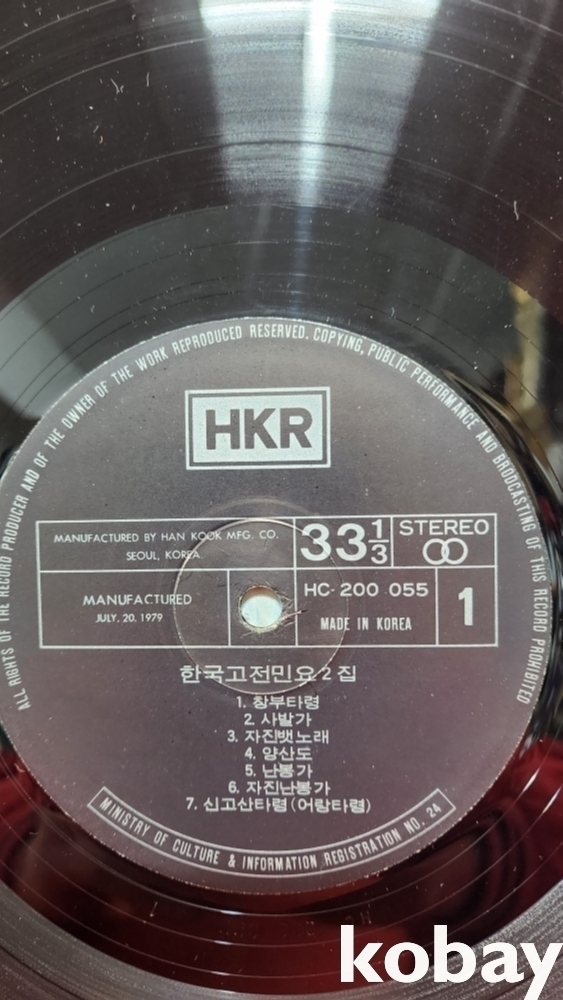 ALL RIGHTS OF THE RECORD PRODUCER AND OF THE OWNER OF THE WORK REPRODUCED RESERVED. COPYING, PUBLIC PERFORMANCE AND BRODCASTING OF THIS RECORD PROHIBITED
HKR
MANUFACTURED BY HAN KOOK MFG. CO.
SEOUL, KOREA
33 1/3
STEREO
MANUFACTURED
JULY. 20. 1979
HC-200 055
MADE IN KOREA
1
한국고전민요2집
1. 창부타령
2. 사발가
3. 자진뱃노래
4. 양산도
5. 난봉가
6. 자진난봉가
7. 신고산타령(어랑타령)
MINISTRY OF CULTURE & INFORMATION REGISTRATION NO. 24
kobay